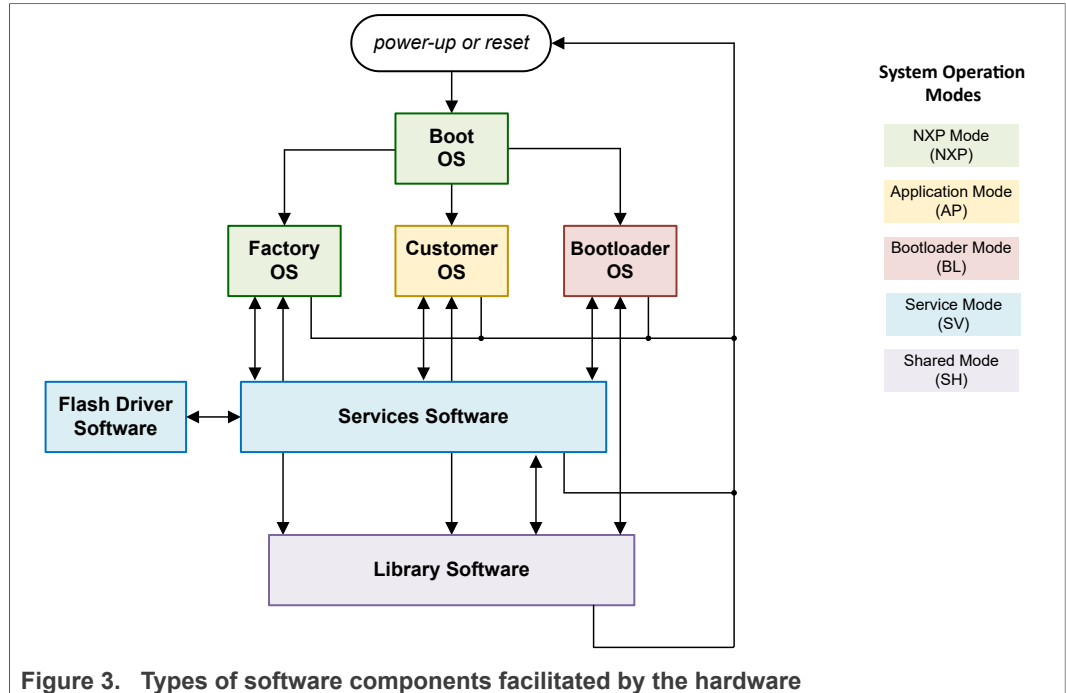 power-up or reset
System Operation
Modes
Boot
OS
NXP Mode
(NXP)
Application Mode
(AP)
Factory
OS
Customer
OS
Bootloader
OS
Bootloader Mode
(BL)
Service Mode
(SV)
Shared Mode
(SH)
Flash Driver
Software
Services Software
Library Software
Figure 3. Types of software components facilitated by the hardware